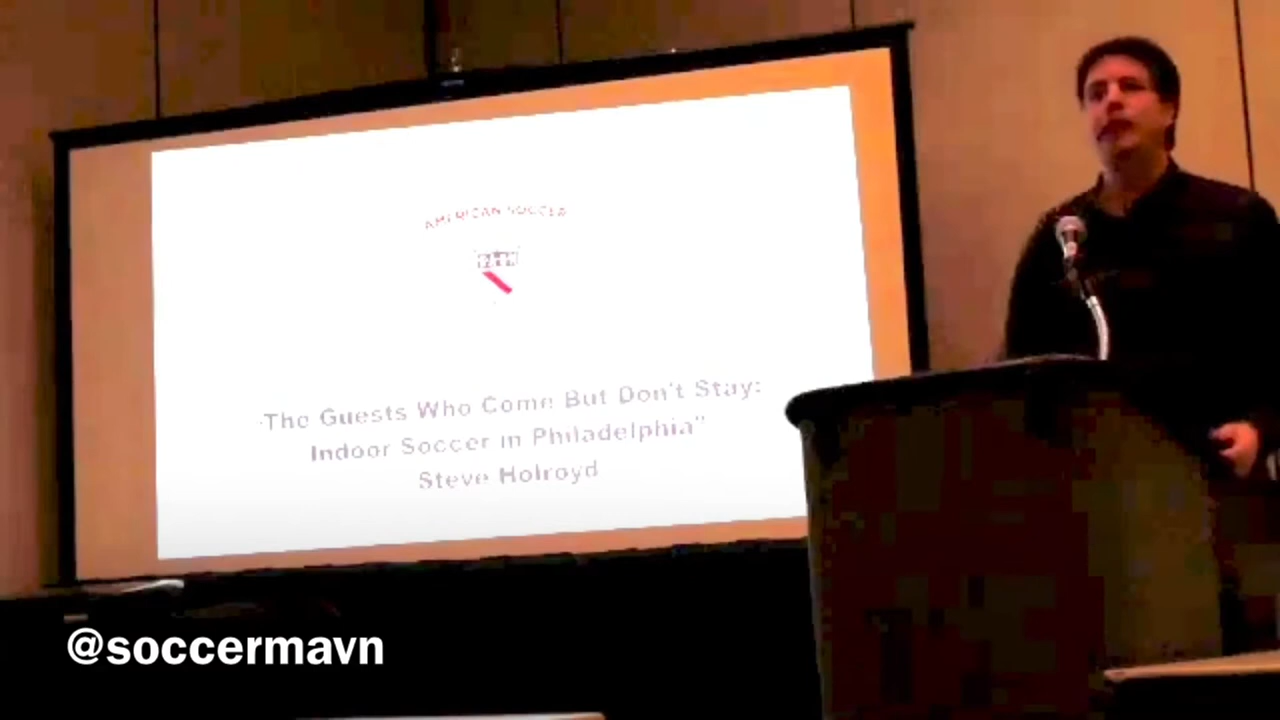 AMERICAN SOCCER
"The Guests Who Come But Don't Stay:
Indoor Soccer in Philadelphia"
Steve Holroyd
@soccermavn